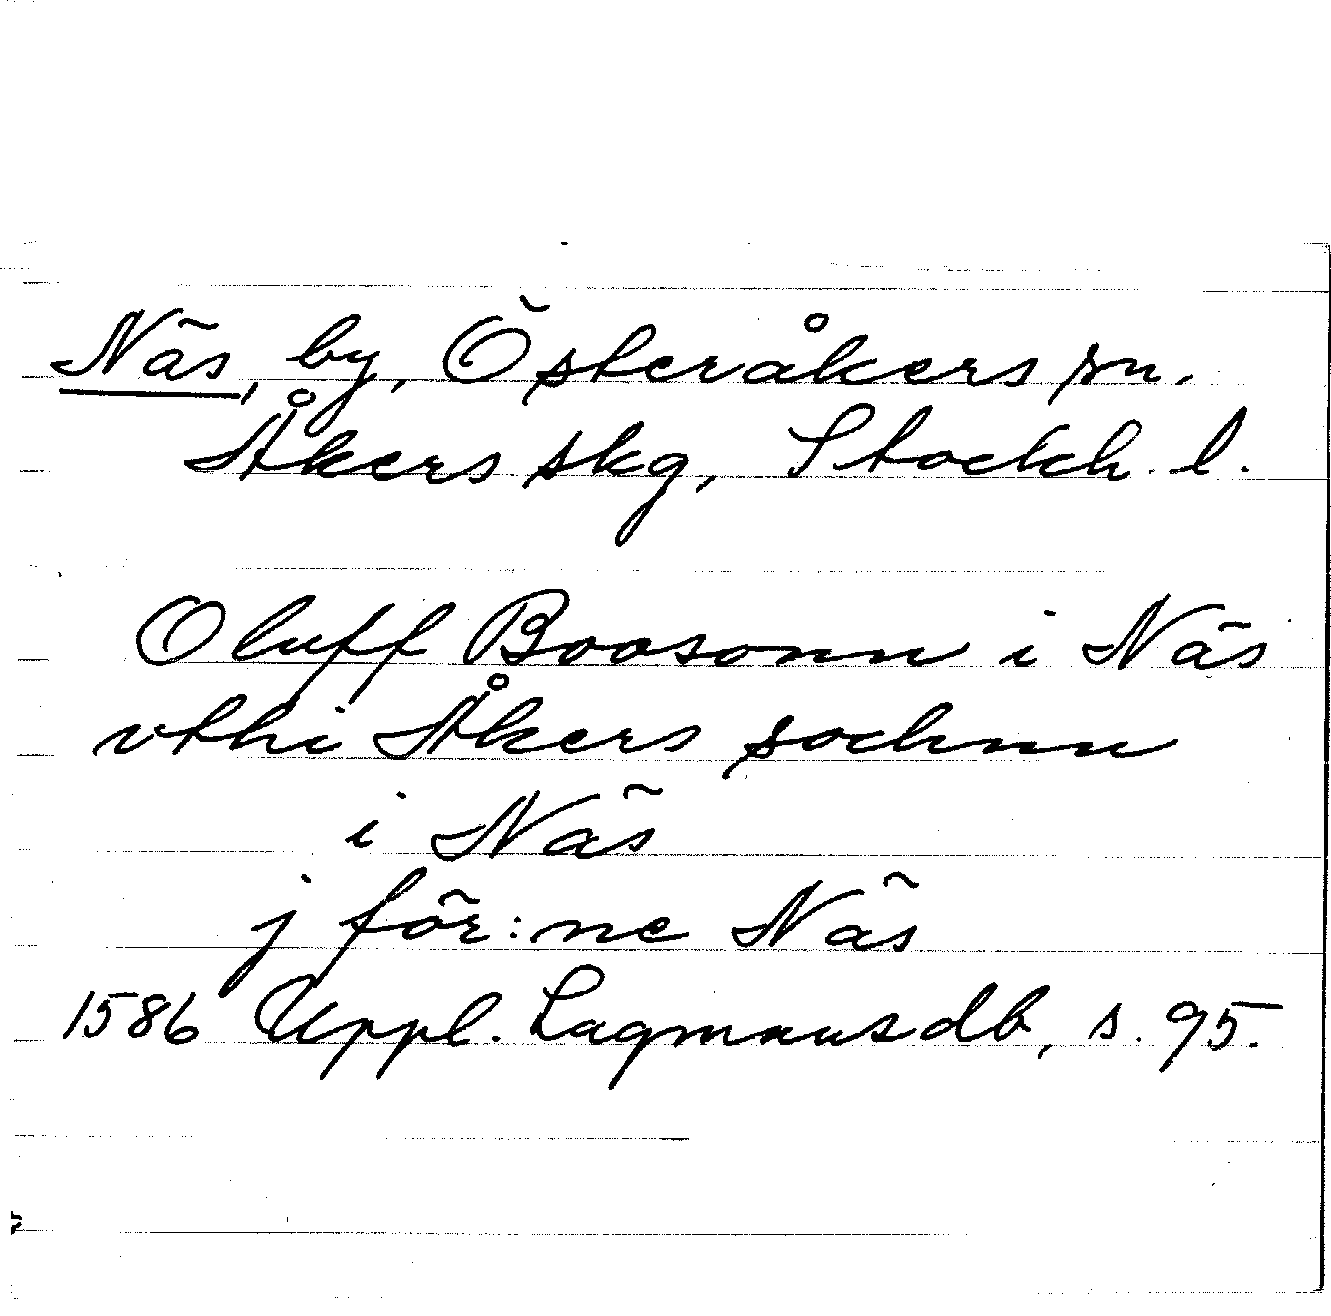 Näs, by, Österåkers sn.
Åkers skg, Stockh. l.
Oluff Boosonn i Näs
vthi Åkers sochnn
i Näs
j för:ne Näs
1586 Uppl. Lagmansdb, s. 95.